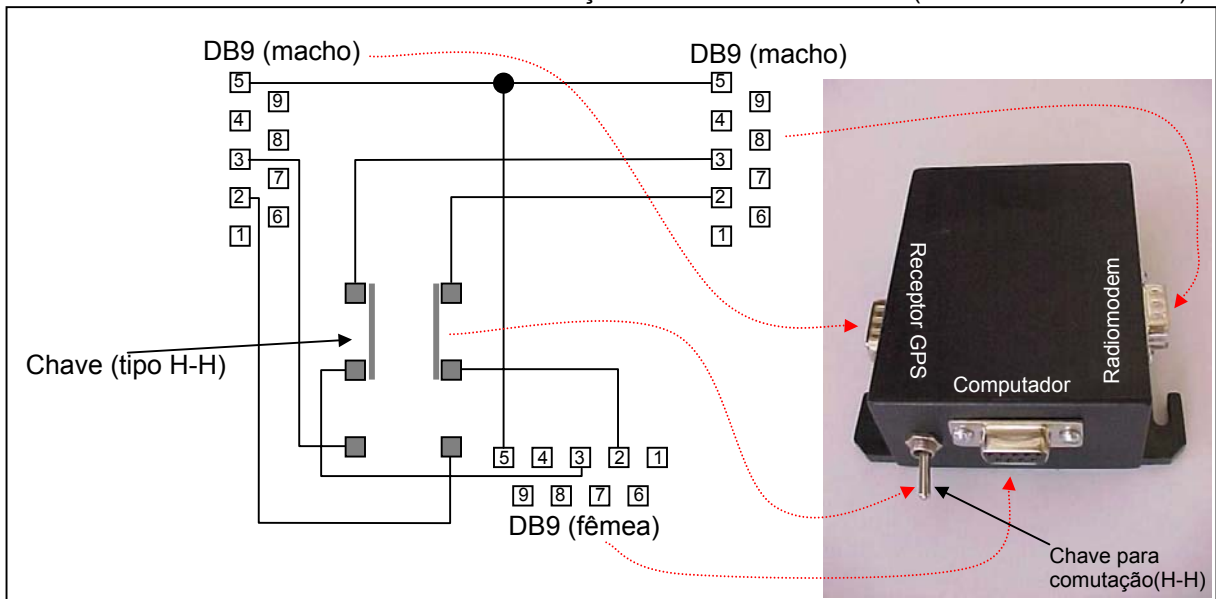 DB9 (macho)
5
9
4
8
3
7
2
6
1
DB9 (macho)
5
9
4
8
3
7
2
6
1
Chave (tipo H-H)
5 4 3 2 1
9 8 7 6
DB9 (fêmea)
Receptor GPS
Radiomodem
Computador
Chave para
comutação(H-H)